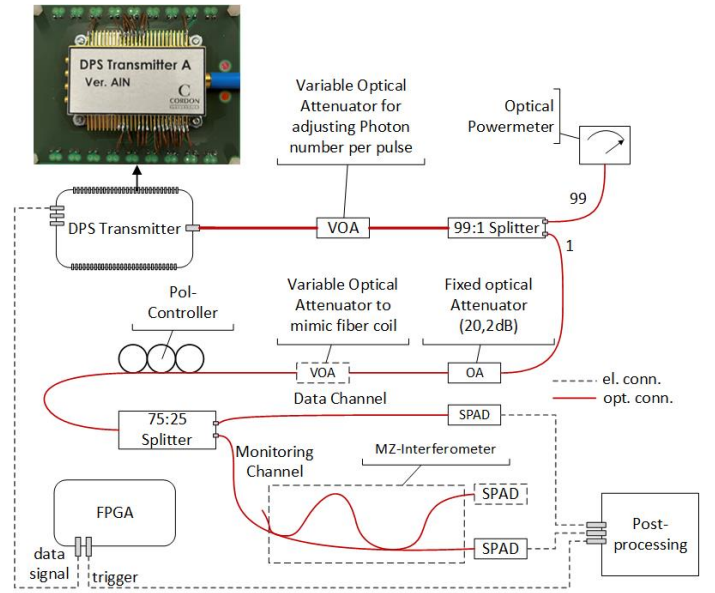 DPS Transmitter A
Ver. AIN
C
CORDON
Variable Optical
Attenuator for
adjusting Photon
number per pulse
Optical
Powermeter
99
DPS Transmitter
VOA
99:1 Splitter
1
Pol-
Controller
Variable Optical
Attenuator to
mimic fiber coil
Fixed optical
Attenuator
(20,2dB)
VOA
OA
el. conn.
opt. conn.
Data Channel
75:25
Splitter
SPAD
Monitoring
Channel
MZ-Interferometer
FPGA
SPAD
SPAD
Post-
processing
data
signal
trigger